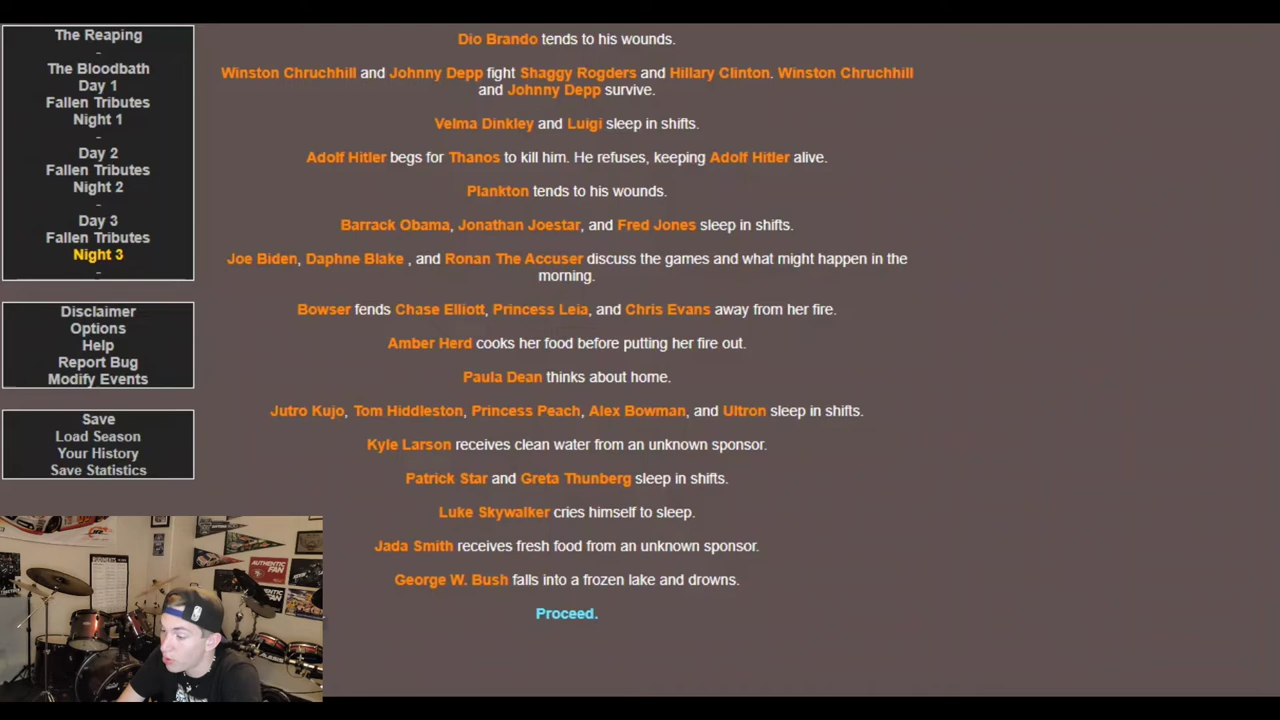 The Reaping
-
The Bloodbath
Day 1
Fallen Tributes
Night 1
-
Day 2
Fallen Tributes
Night 2
-
Day 3
Fallen Tributes
Night 3
-
Disclaimer
Options
Help
Report Bug
Modify Events
Save
Load Season
Your History
Save Statistics
Dio Brando tends to his wounds.
Winston Chruchhill and Johnny Depp fight Shaggy Rogders and Hillary Clinton. Winston Chruchhill
and Johnny Depp survive.
Velma Dinkley and Luigi sleep in shifts.
Adolf Hitler begs for Thanos to kill him. He refuses, keeping Adolf Hitler alive.
Plankton tends to his wounds.
Barrack Obama, Jonathan Joestar, and Fred Jones sleep in shifts.
Joe Biden, Daphne Blake , and Ronan The Accuser discuss the games and what might happen in the
morning.
Bowser fends Chase Elliott, Princess Leia, and Chris Evans away from her fire.
Amber Herd cooks her food before putting her fire out.
Paula Dean thinks about home.
Jutro Kujo, Tom Hiddleston, Princess Peach, Alex Bowman, and Ultron sleep in shifts.
Kyle Larson receives clean water from an unknown sponsor.
Patrick Star and Greta Thunberg sleep in shifts.
Luke Skywalker cries himself to sleep.
Jada Smith receives fresh food from an unknown sponsor.
George W. Bush falls into a frozen lake and drowns.
Proceed.
AUTHENTIC
FAN